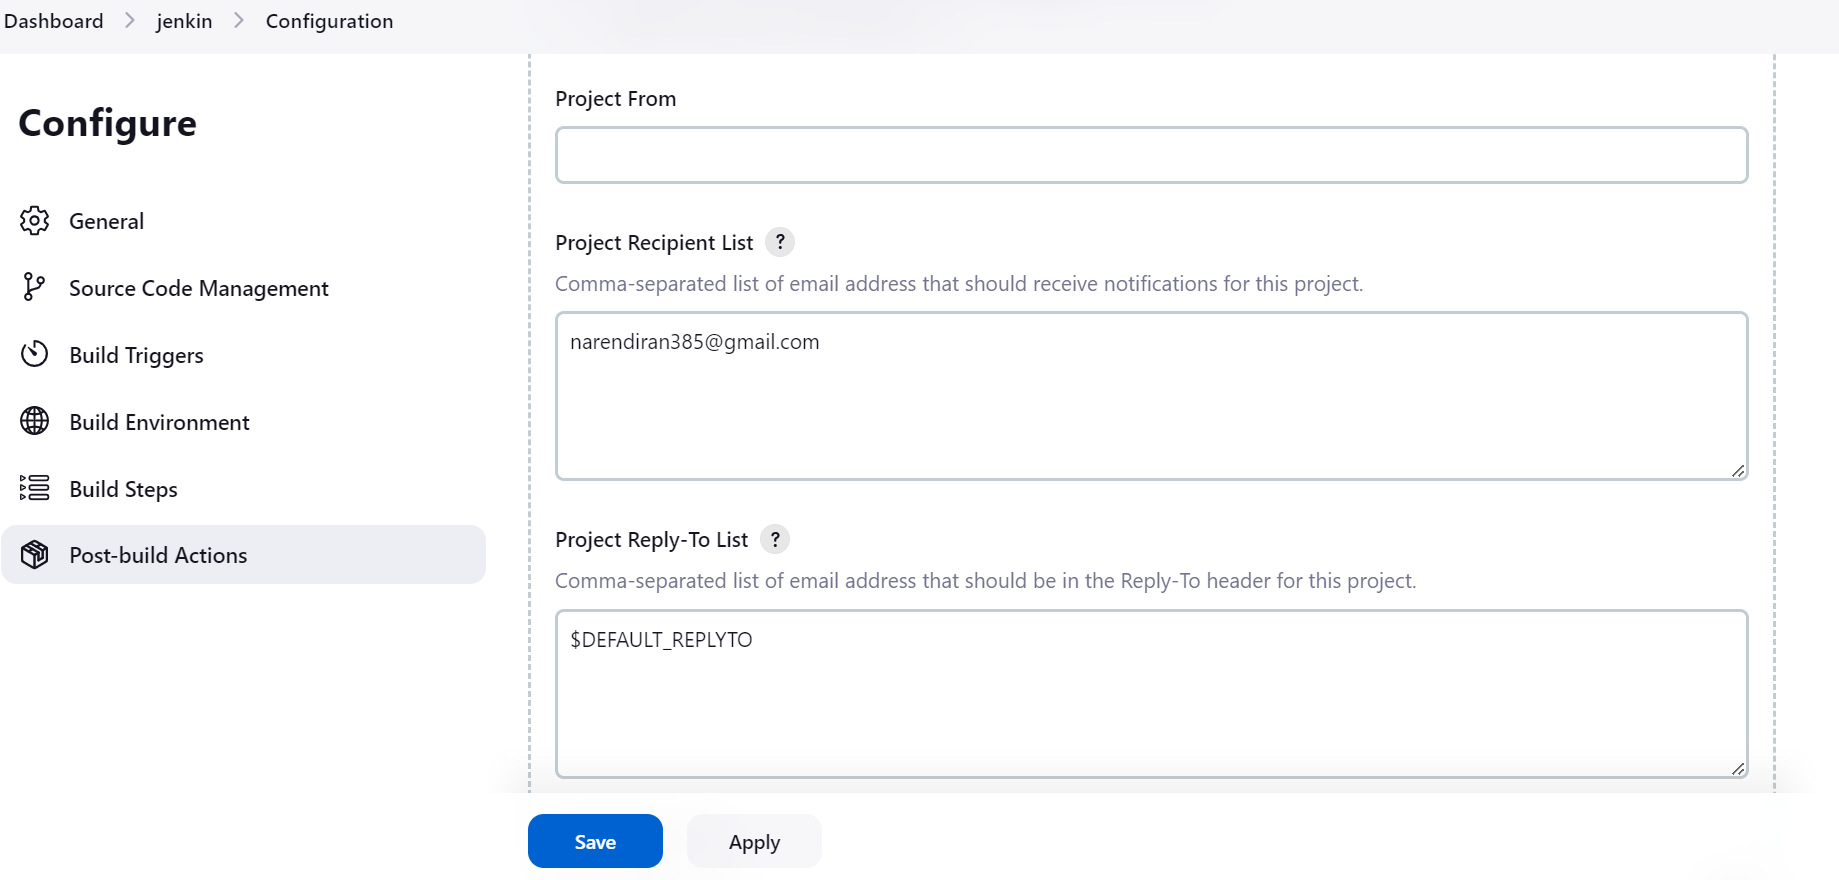 Dashboard > jenkin > Configuration
Configure
General
Source Code Management
Build Triggers
Build Environment
Build Steps
Post-build Actions
Project From
Project Recipient List ?
Comma-separated list of email address that should receive notifications for this project.
narendiran385@gmail.com
Project Reply-To List ?
Comma-separated list of email address that should be in the Reply-To header for this project.
$DEFAULT_REPLYTO
Save Apply